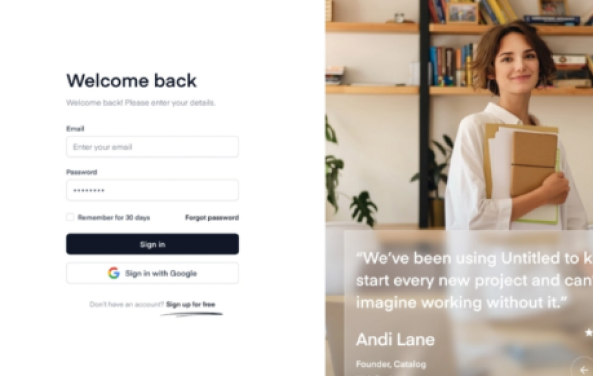 Welcome back
Welcome back! Please enter your details.
Email
Enter your email
Password
Remember for 30 days
Forgot password
Sign in
Sign in with Google
Don't have an account? Sign up for free
“We’ve been using Untitled to k
start every new project and can
imagine working without it.”
Andi Lane
Founder, Catalog